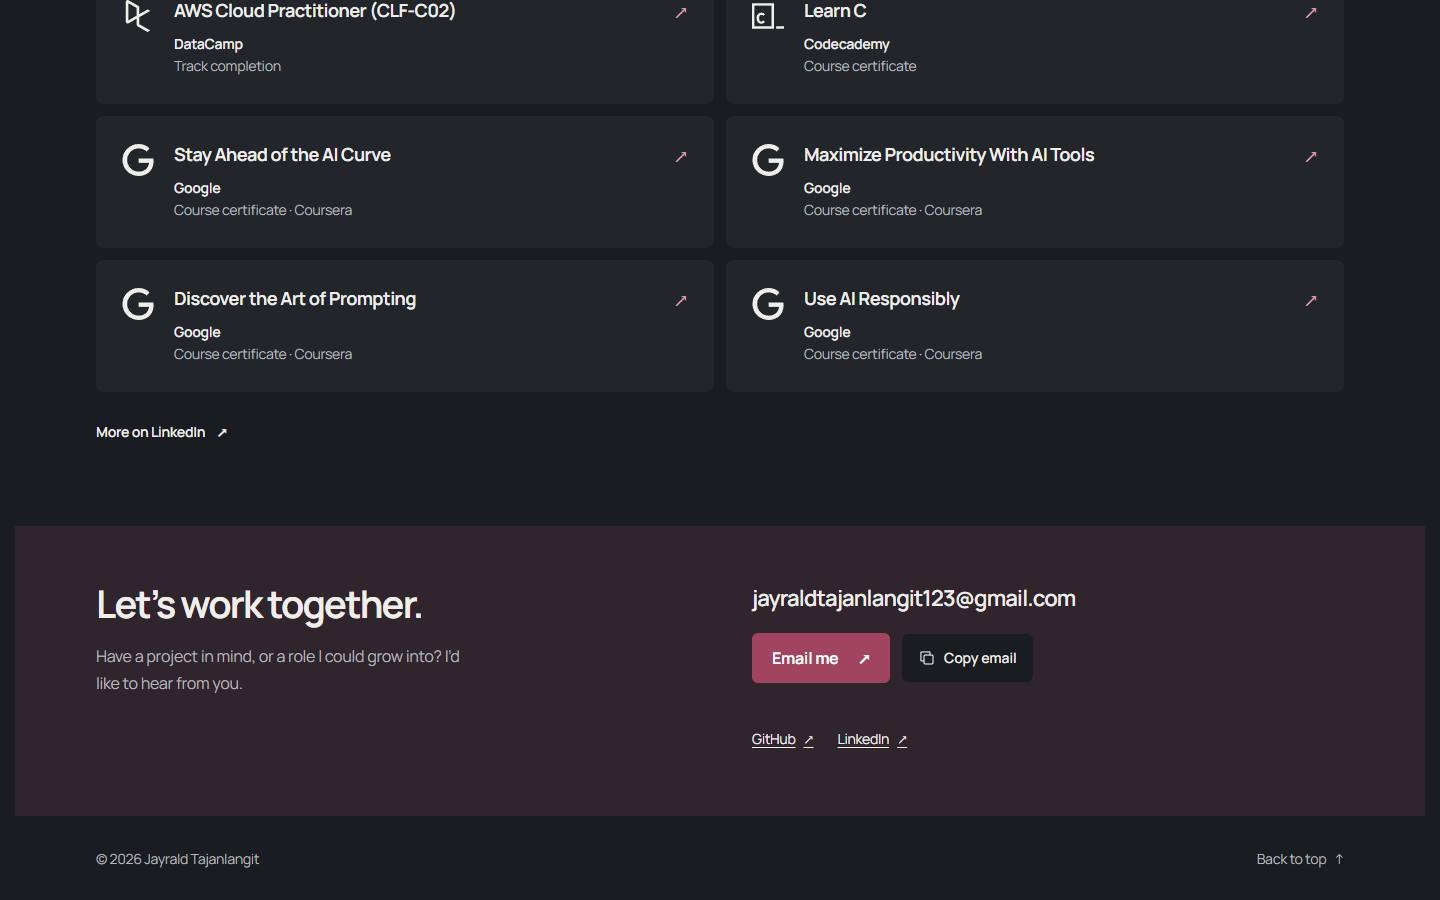 AWS Cloud Practitioner (CLF-C02) ↗
DataCamp
Track completion
Learn C ↗
Codecademy
Course certificate
Stay Ahead of the AI Curve ↗
Google
Course certificate · Coursera
Maximize Productivity With AI Tools ↗
Google
Course certificate · Coursera
Discover the Art of Prompting ↗
Google
Course certificate · Coursera
Use AI Responsibly ↗
Google
Course certificate · Coursera
More on LinkedIn ↗
Let’s work together.
Have a project in mind, or a role I could grow into? I’d
like to hear from you.
jayraldtajanlangit123@gmail.com
Email me ↗
Copy email
GitHub ↗ LinkedIn ↗
© 2026 Jayrald Tajanlangit
Back to top ↑